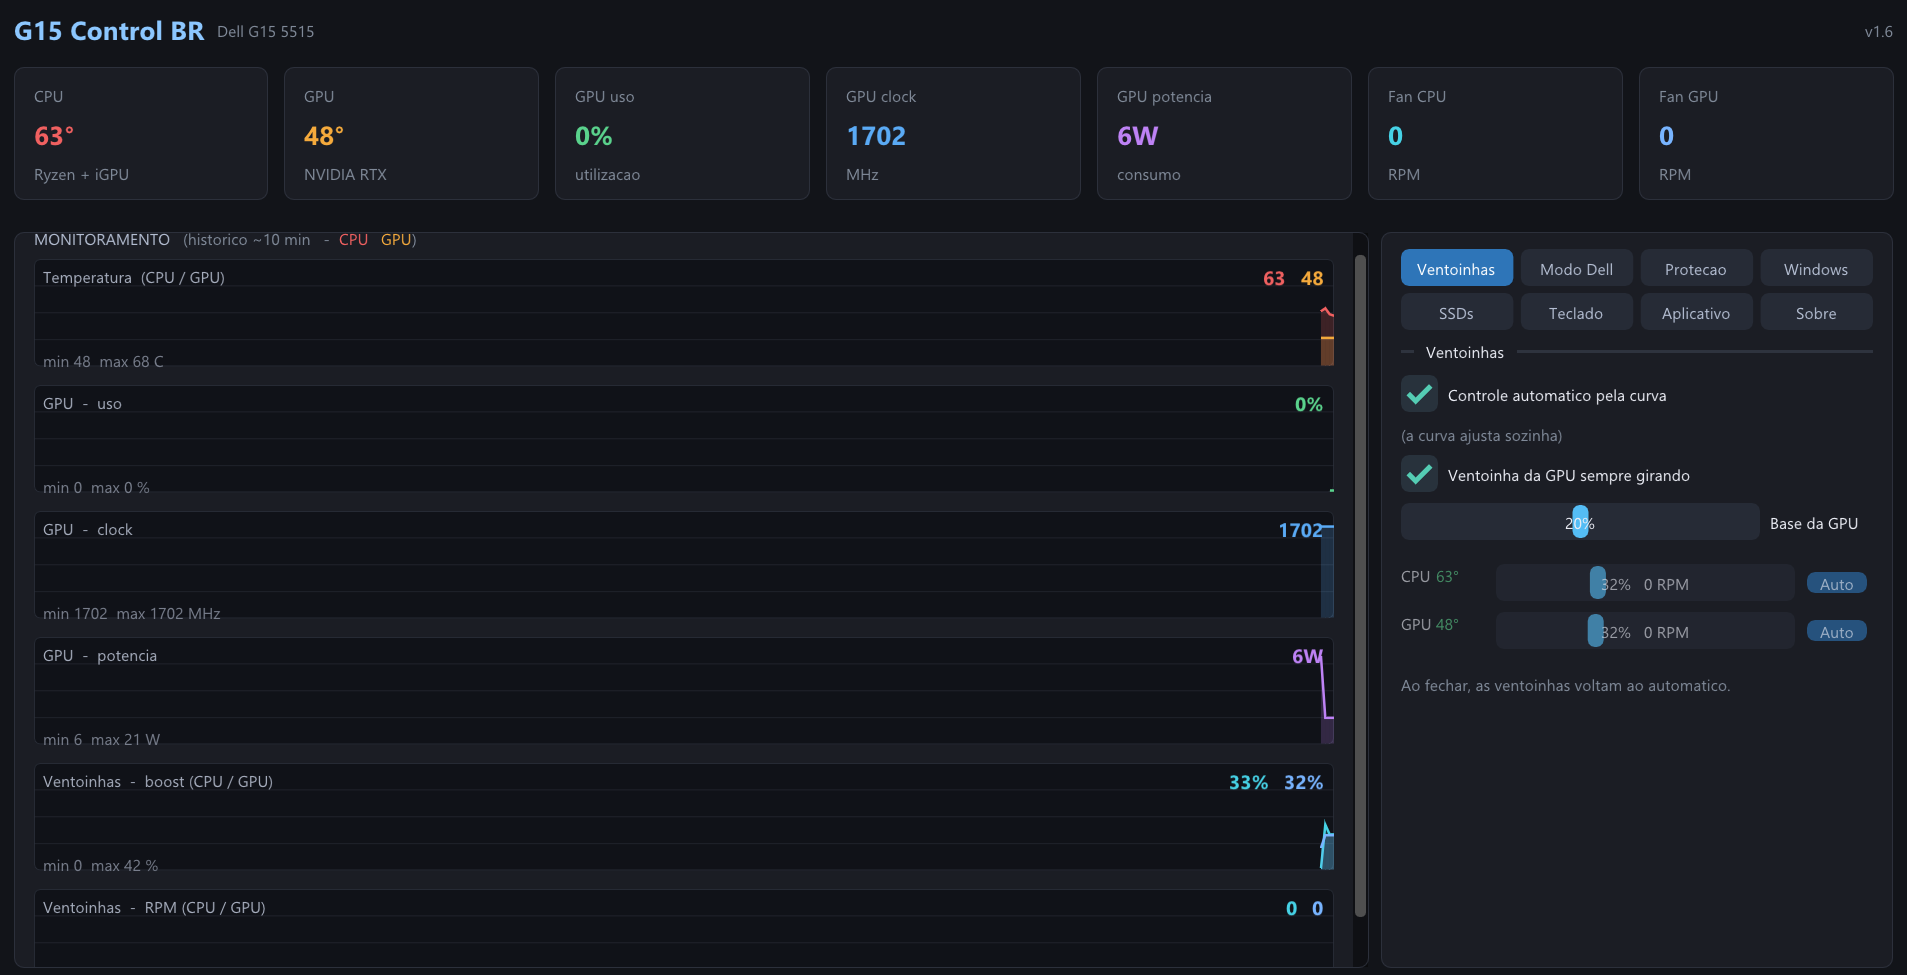 G15 Control BR Dell G15 5515 v1.6
CPU
63°
Ryzen + iGPU
GPU
48°
NVIDIA RTX
GPU uso
0%
utilizacao
GPU clock
1702
MHz
GPU potencia
6W
consumo
Fan CPU
0
RPM
Fan GPU
0
RPM
MONITORAMENTO (historico ~10 min - CPU GPU)
Temperatura (CPU / GPU) 63 48
min 48 max 68 C
GPU - uso 0%
min 0 max 0 %
GPU - clock 1702
min 1702 max 1702 MHz
GPU - potencia 6W
min 6 max 21 W
Ventoinhas - boost (CPU / GPU) 33% 32%
min 0 max 42 %
Ventoinhas - RPM (CPU / GPU) 0 0
Ventoinhas Modo Dell Protecao Windows
SSDs Teclado Aplicativo Sobre
Ventoinhas
Controle automatico pela curva
(a curva ajusta sozinha)
Ventoinha da GPU sempre girando
20% Base da GPU
CPU 63° 32% 0 RPM Auto
GPU 48° 32% 0 RPM Auto
Ao fechar, as ventoinhas voltam ao automatico.